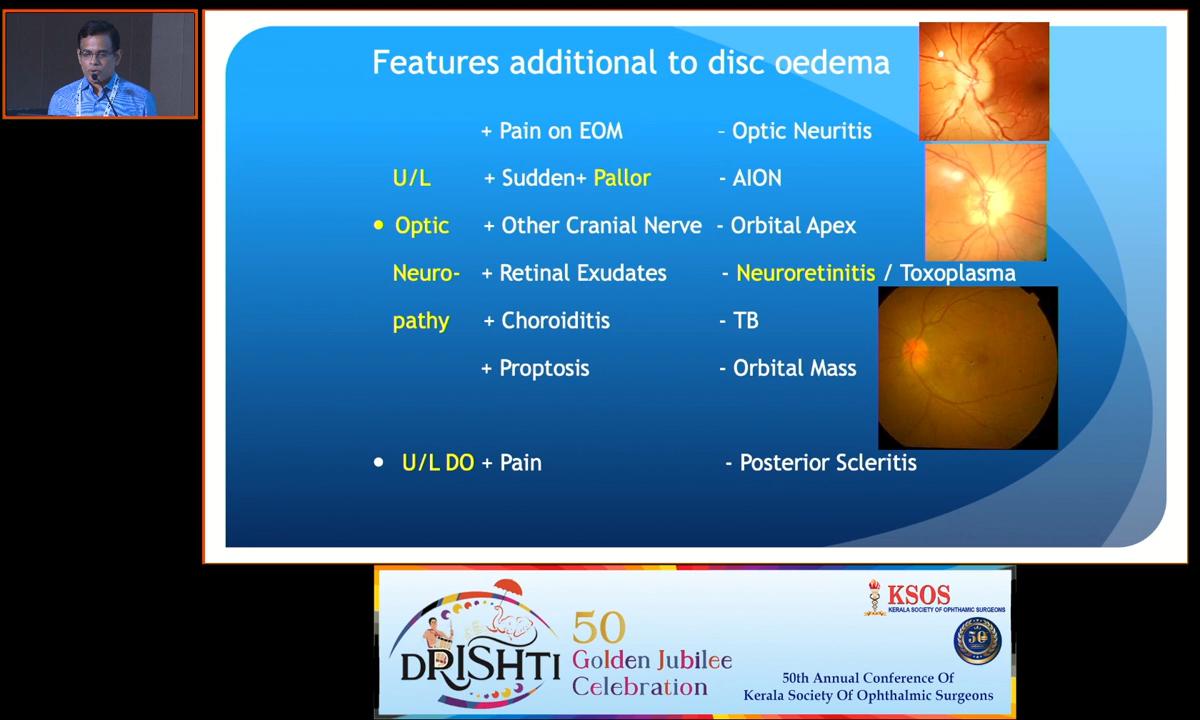 Features additional to disc oedema
+ Pain on EOM - Optic Neuritis
U/L + Sudden+ Pallor - AION
• Optic + Other Cranial Nerve - Orbital Apex
Neuro- + Retinal Exudates - Neuroretinitis / Toxoplasma
pathy + Choroiditis - TB
+ Proptosis - Orbital Mass
• U/L DO + Pain - Posterior Scleritis
DRISHTI
50
Golden Jubilee
Celebration
KSOS
KERALA SOCIETY OF OPHTHAMIC SURGEONS
50
50th Annual Conference Of
Kerala Society Of Ophthalmic Surgeons